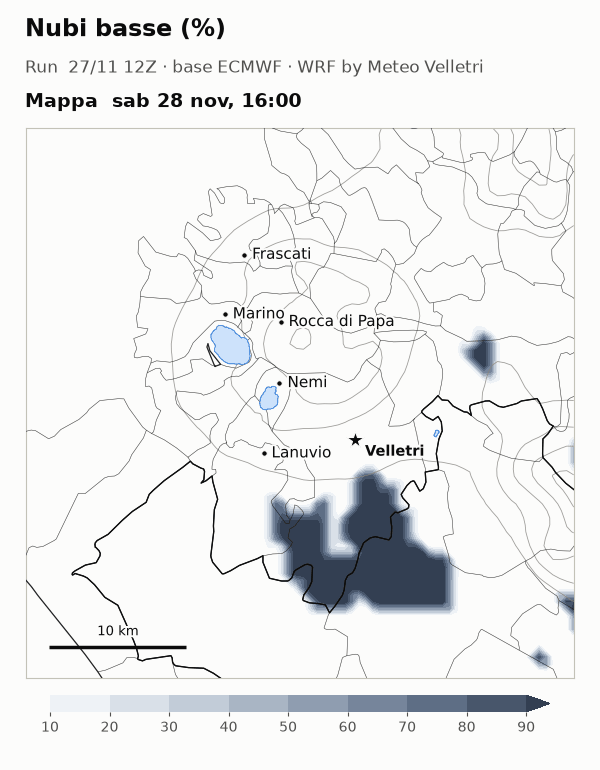 Nubi basse (%)
Run  27/11 12Z · base ECMWF · WRF by Meteo Velletri
Mappa  sab 28 nov, 16:00
Frascati
Marino
Rocca di Papa
Nemi
Velletri
Lanuvio
10 km
10 20 30 40 50 60 70 80 90